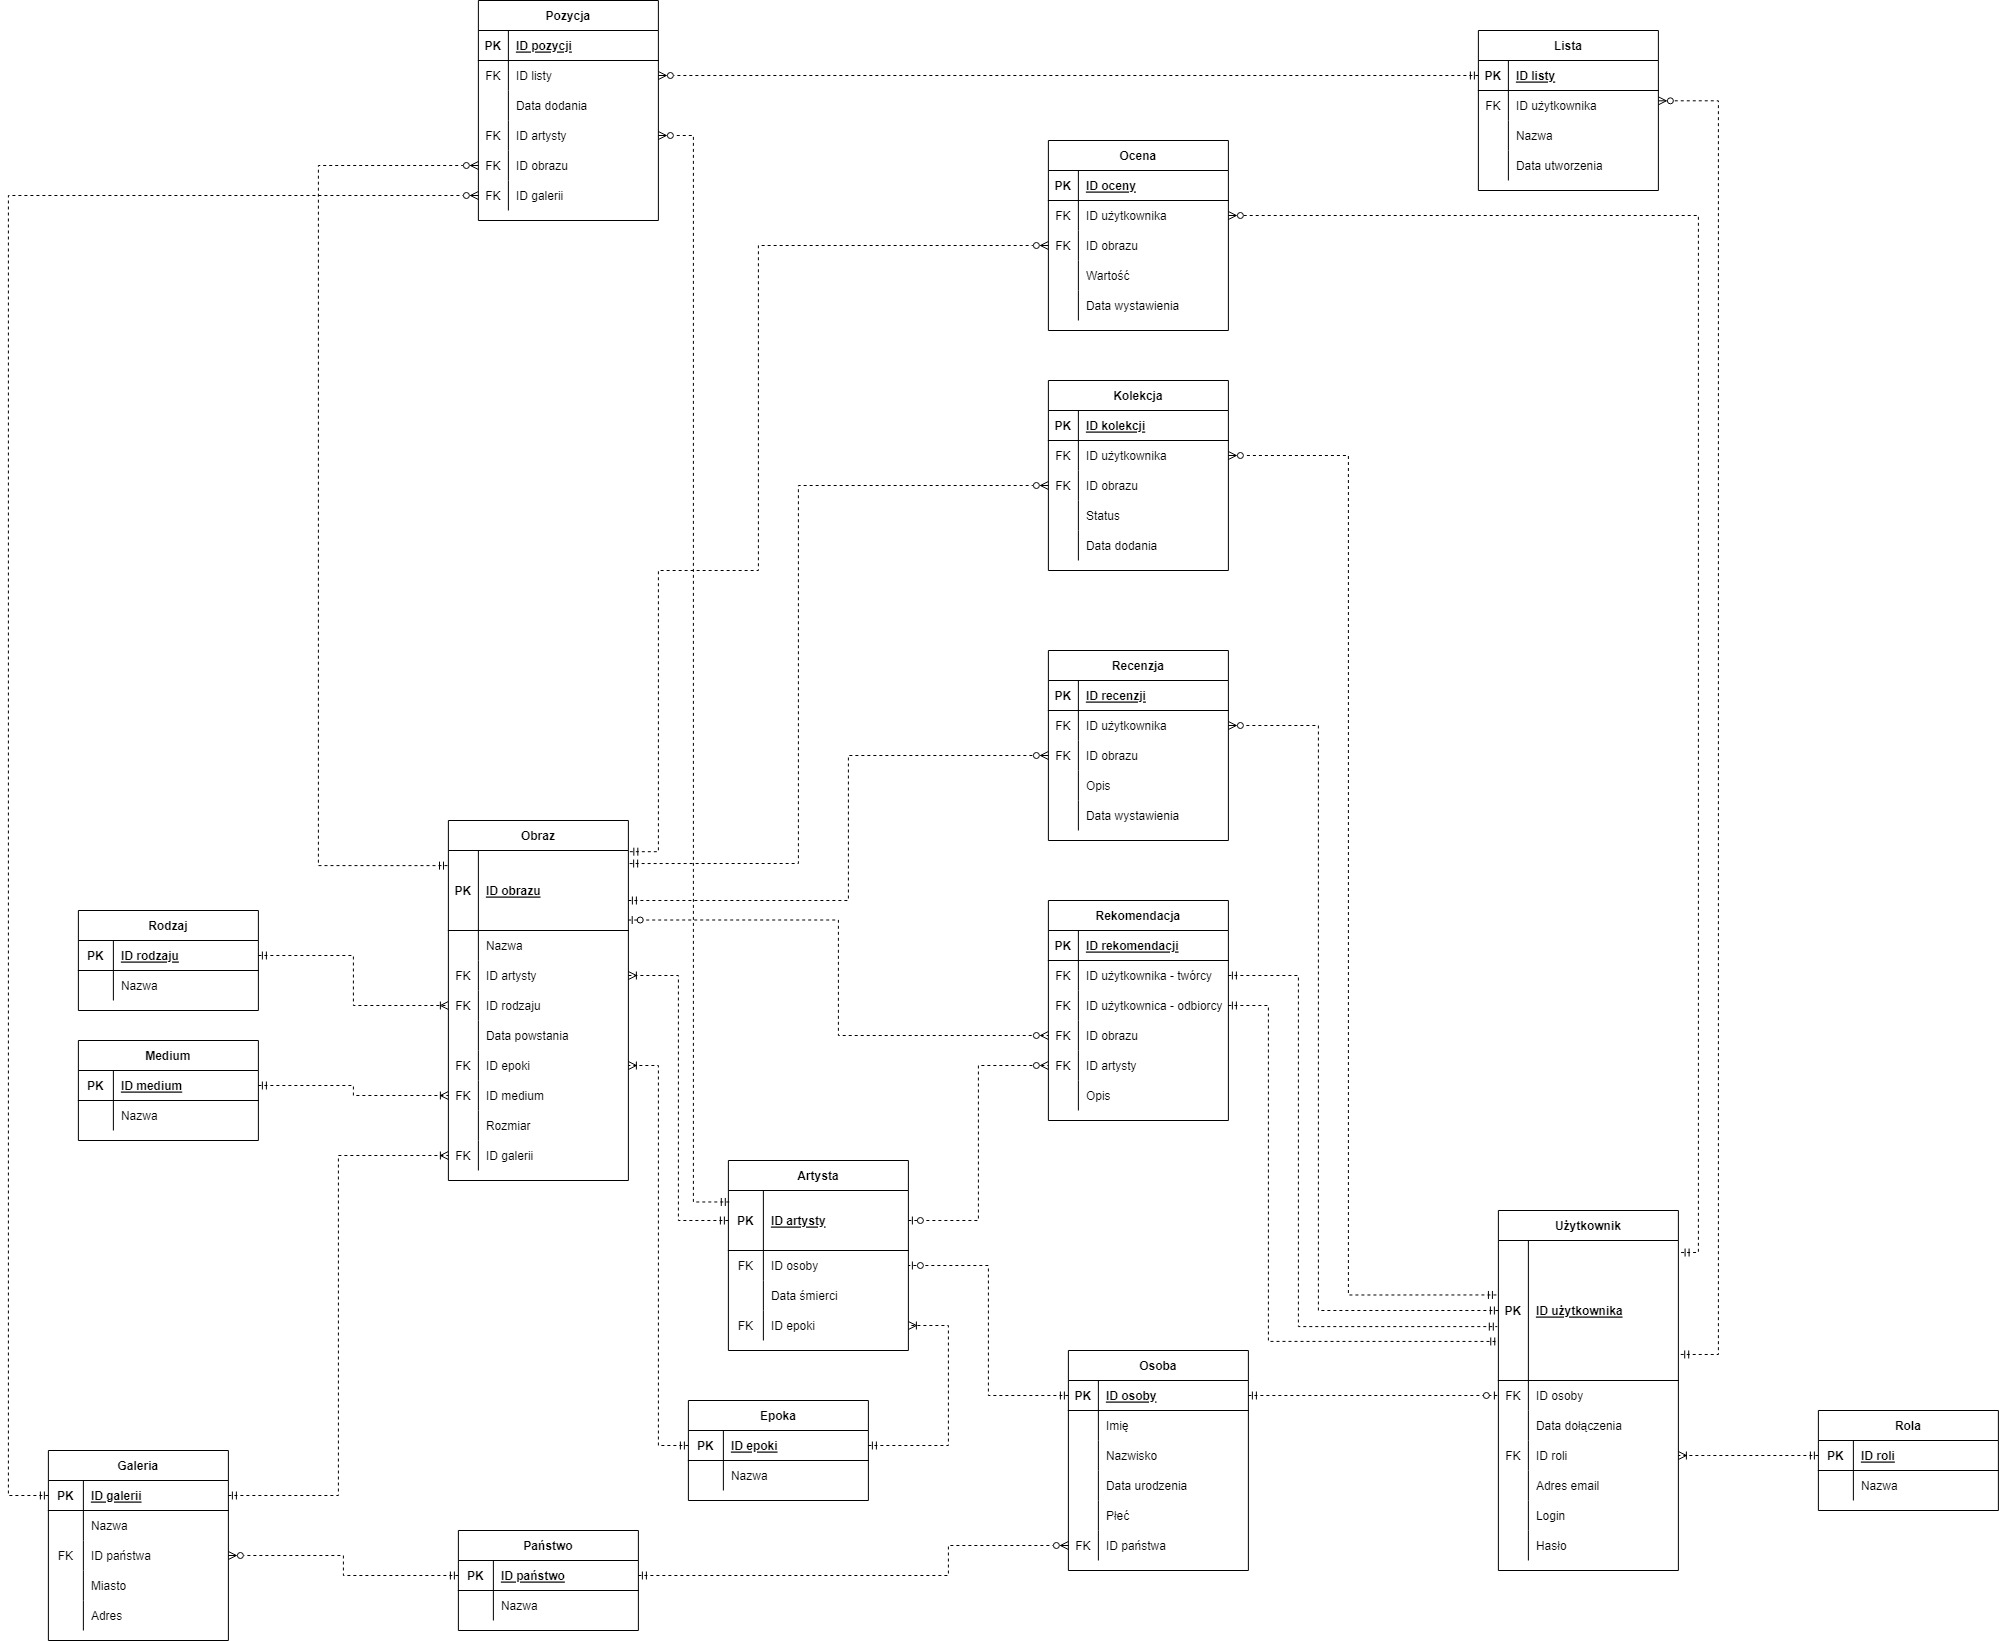 Pozycja
PK ID pozycji
FK ID listy
Data dodania
FK ID artysty
FK ID obrazu
FK ID galerii
Lista
PK ID listy
FK ID użytkownika
Nazwa
Data utworzenia
Ocena
PK ID oceny
FK ID użytkownika
FK ID obrazu
Wartość
Data wystawienia
Kolekcja
PK ID kolekcji
FK ID użytkownika
FK ID obrazu
Status
Data dodania
Recenzja
PK ID recenzji
FK ID użytkownika
FK ID obrazu
Opis
Data wystawienia
Obraz
PK ID obrazu
Nazwa
FK ID artysty
FK ID rodzaju
Data powstania
FK ID epoki
FK ID medium
Rozmiar
FK ID galerii
Rodzaj
PK ID rodzaju
Nazwa
Medium
PK ID medium
Nazwa
Rekomendacja
PK ID rekomendacji
FK ID użytkownika - twórcy
FK ID użytkownica - odbiorcy
FK ID obrazu
FK ID artysty
Opis
Artysta
PK ID artysty
FK ID osoby
Data śmierci
FK ID epoki
Użytkownik
PK ID użytkownika
FK ID osoby
Data dołączenia
FK ID roli
Adres email
Login
Hasło
Osoba
PK ID osoby
Imię
Nazwisko
Data urodzenia
Płeć
FK ID państwa
Epoka
PK ID epoki
Nazwa
Rola
PK ID roli
Nazwa
Galeria
PK ID galerii
Nazwa
FK ID państwa
Miasto
Adres
Państwo
PK ID państwo
Nazwa